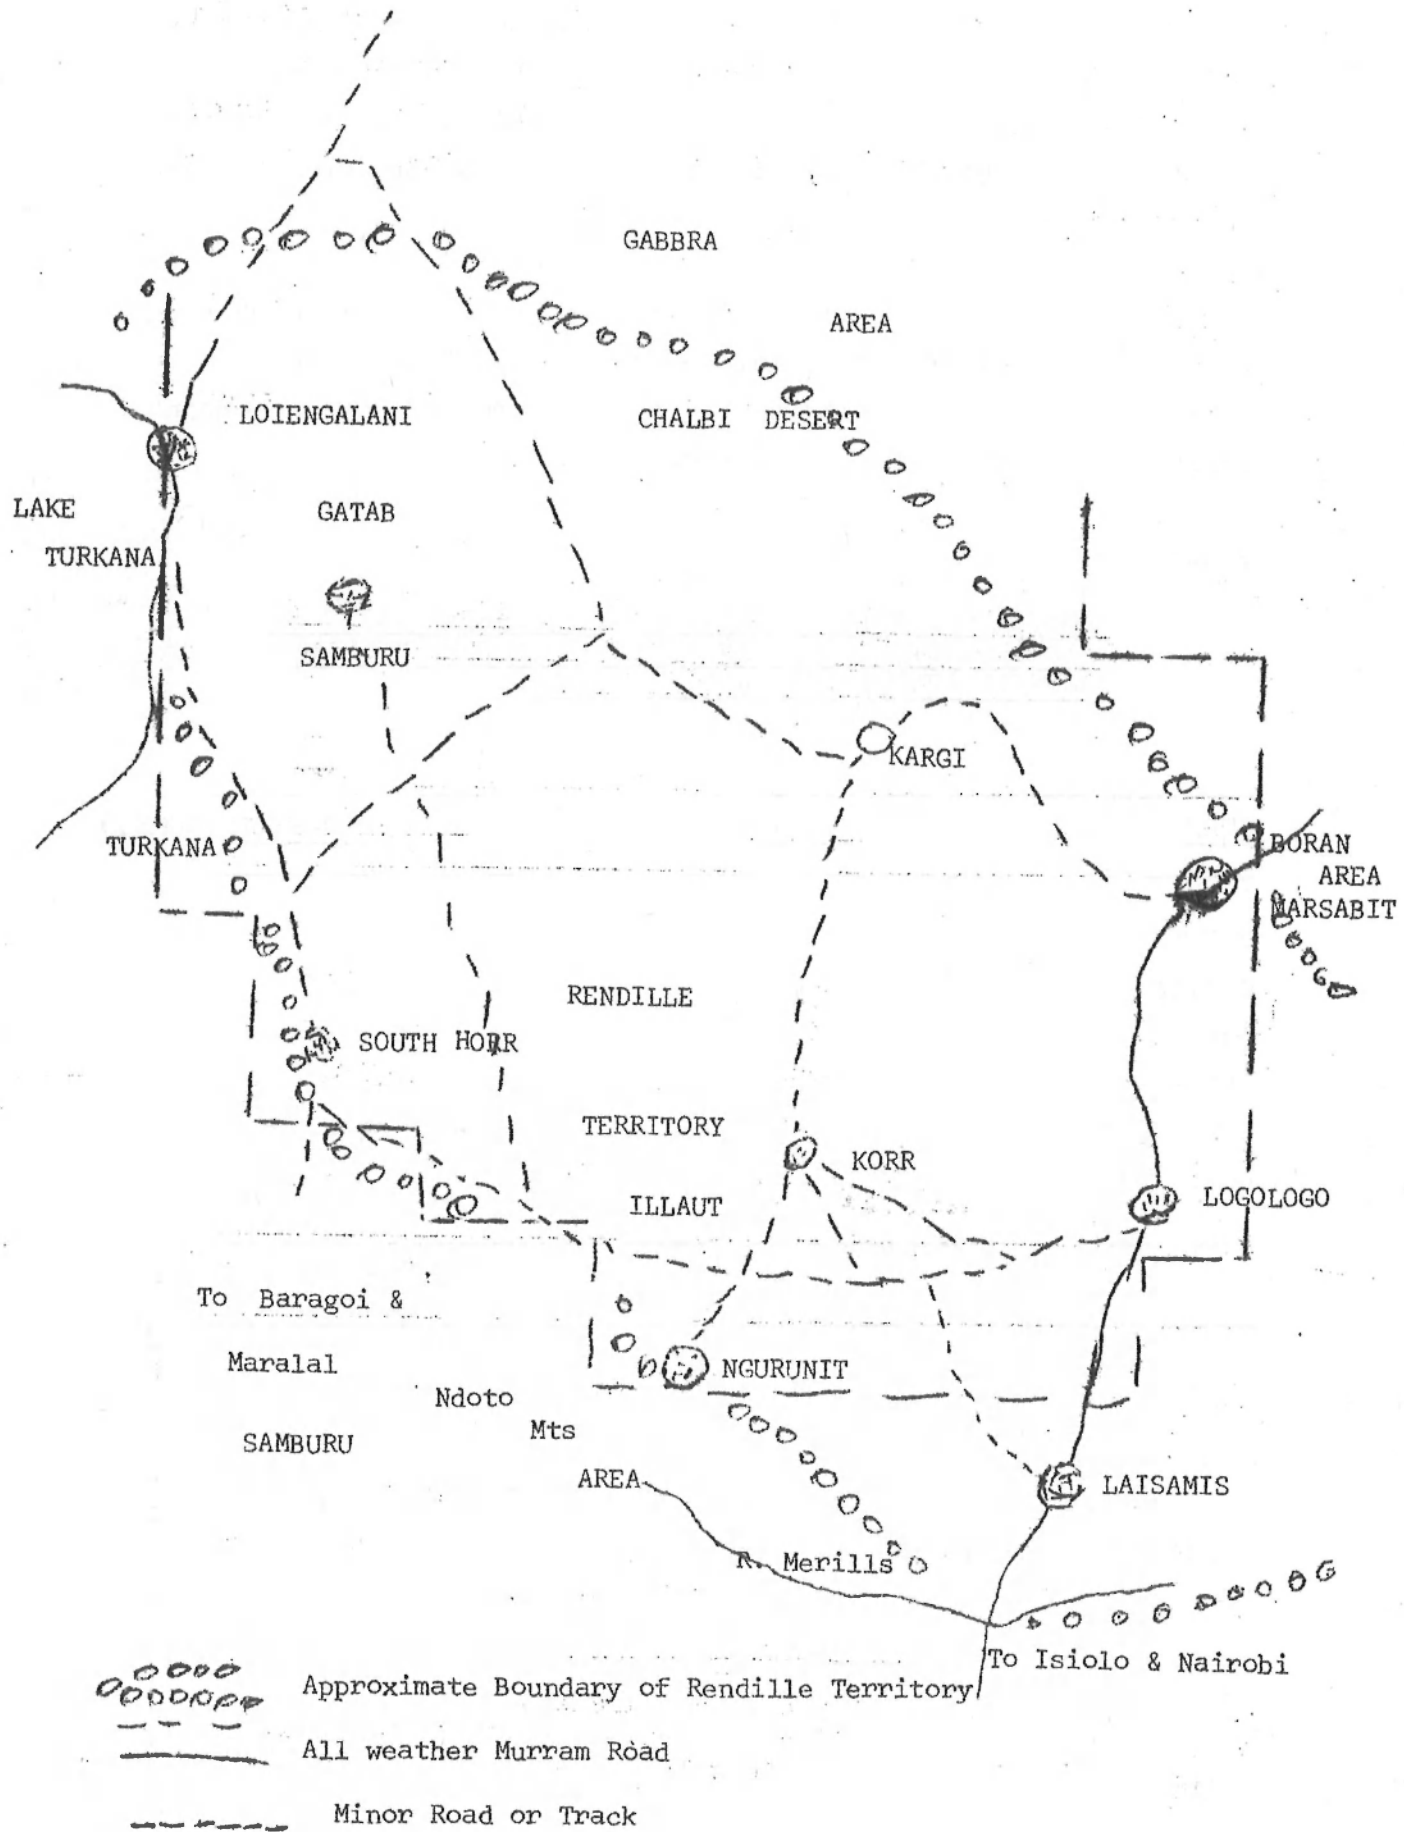 GABBRA
AREA
LOIENGALANI
CHALBI DESERT
LAKE
GATAB
TURKANA
SAMBURU
KARGI
TURKANA
BORAN
AREA
MARSABIT
RENDILLE
SOUTH HORR
TERRITORY
KORR
ILLAUT
LOGOLOGO
To Baragoi &
Maralal
NGURUNIT
Ndoto
Mts
SAMBURU
AREA
LAISAMIS
R. Merills
To Isiolo & Nairobi
Approximate Boundary of Rendille Territory
All weather Murram Road
Minor Road or Track